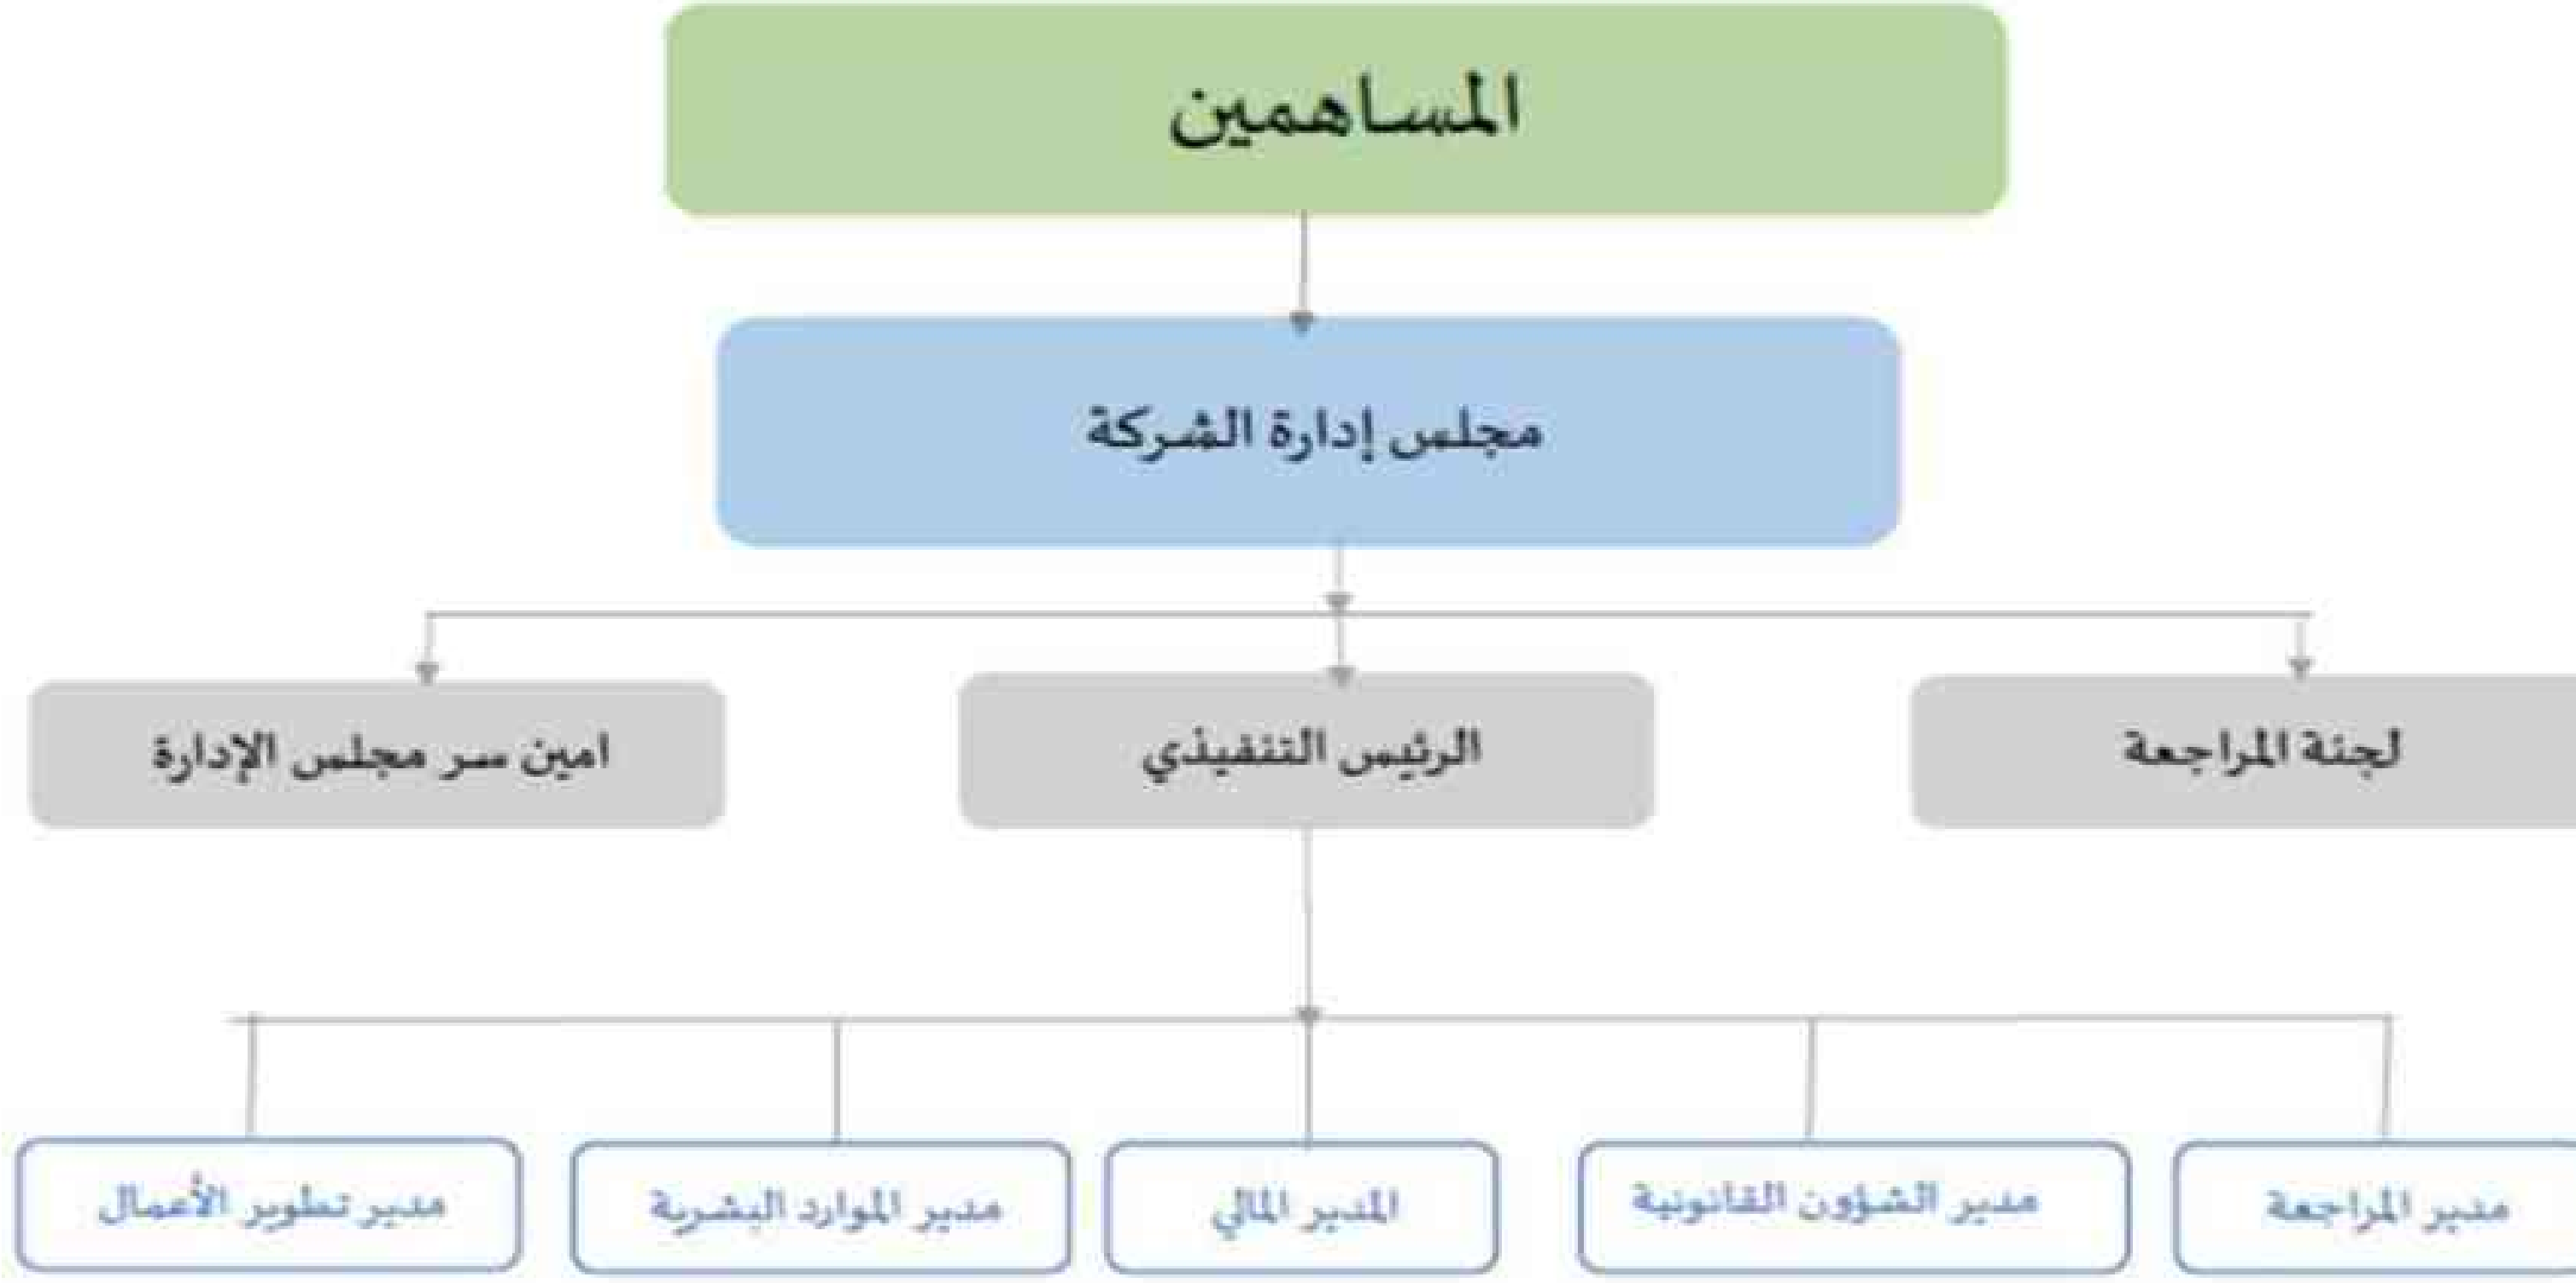 المساهمين
مجلس إدارة الشركة
لجنة المراجعة
الرئيس التنفيذي
امين سر مجلس الإدارة
مدير المراجعة
مدير الشؤون القانونية
المدير المالي
مدير الموارد البشرية
مدير تطوير الأعمال